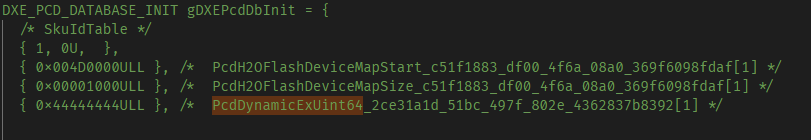 DXE_PCD_DATABASE_INIT gDXEPcdDbInit = {
/* SkuIdTable */
{ 1, 0U,  },
{ 0x004D0000ULL }, /*  PcdH2OFlashDeviceMapStart_c51f1883_df00_4f6a_08a0_369f6098fdaf[1] */
{ 0x00001000ULL }, /*  PcdH2OFlashDeviceMapSize_c51f1883_df00_4f6a_08a0_369f6098fdaf[1] */
{ 0x44444444ULL }, /*  PcdDynamicExUint64_2ce31a1d_51bc_497f_802e_4362837b8392[1] */